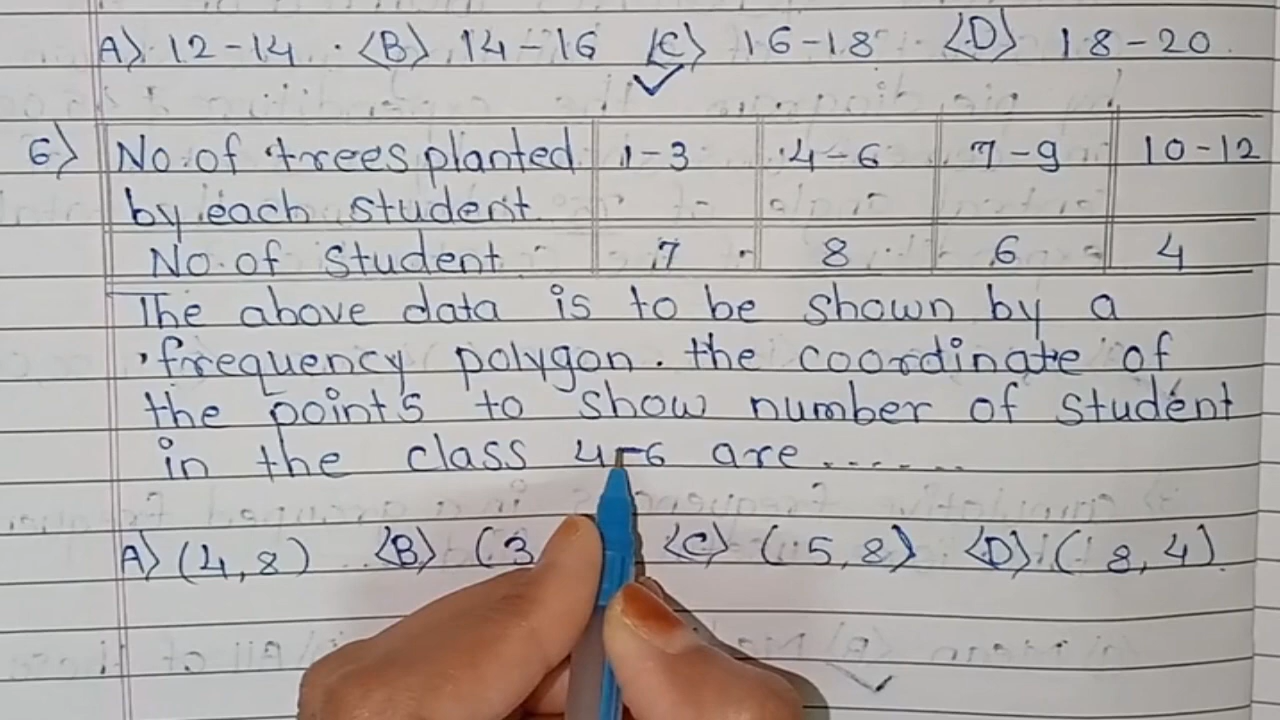 A) 12-14 . <B> 14-16 <C> 16-18 <D> 18-20
6) No. of trees planted 1-3 4-6 7-9 10-12
by each student
No. of student 7 8 6 4
The above data is to be shown by a
frequency polygon. the coordinate of
the points to show number of student
in the class 4-6 are......
A) (4,8) <B> (3 <C> (5,8) <D> (8,4)